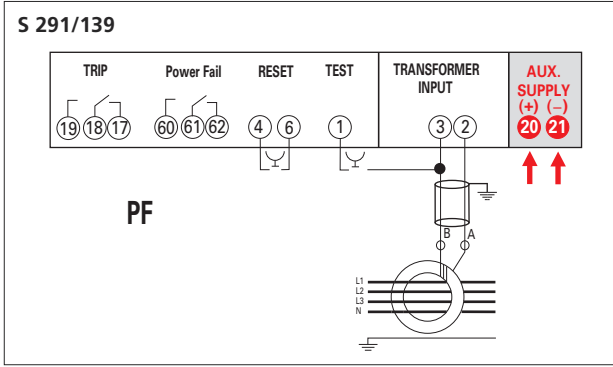 S 291/139
TRIP Power Fail RESET TEST TRANSFORMER INPUT AUX. SUPPLY
(+) (–)
19 18 17 60 61 62 4 6 1 3 2 20 21
PF
B A
L1
L2
L3
N